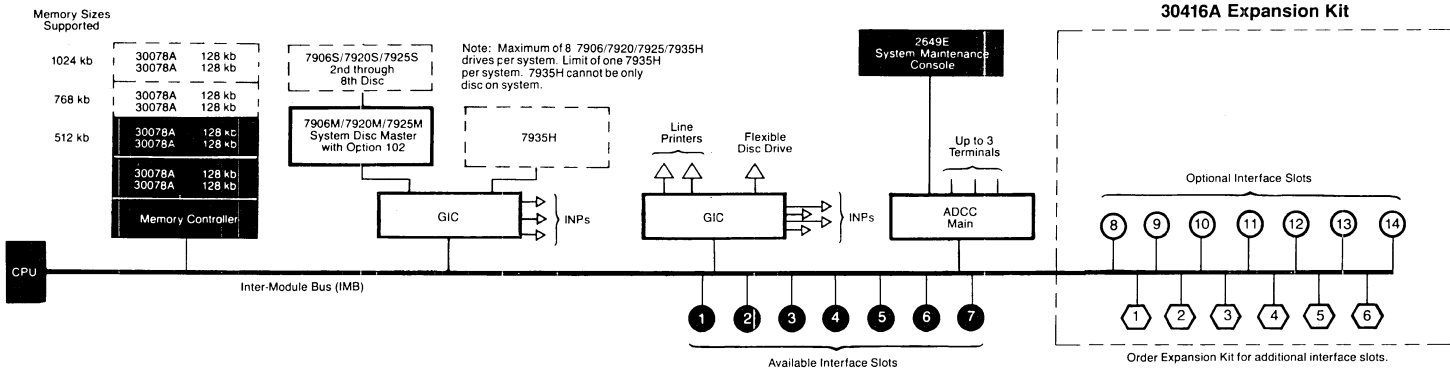 30416A Expansion Kit
Memory Sizes
Supported
1024 kb
30078A 128 kb
30078A 128 kb
768 kb
30078A 128 kb
30078A 128 kb
512 kb
30078A 128 kb
30078A 128 kb
30078A 128 kb
30078A 128 kb
Memory Controller
7906S/7920S/7925S
2nd through
8th Disc
Note: Maximum of 8 7906/7920/7925/7935H
drives per system. Limit of one 7935H
per system. 7935H cannot be only
disc on system.
7906M/7920M/7925M
System Disc Master
with Option 102
7935H
GIC
INPs
Line
Printers
Flexible
Disc Drive
GIC
INPs
2649E
System Maintenance
Console
Up to 3
Terminals
ADCC
Main
Optional Interface Slots
8 9 10 11 12 13 14
CPU
Inter-Module Bus (IMB)
1 2 3 4 5 6 7
Available Interface Slots
1 2 3 4 5 6
Order Expansion Kit for additional interface slots.